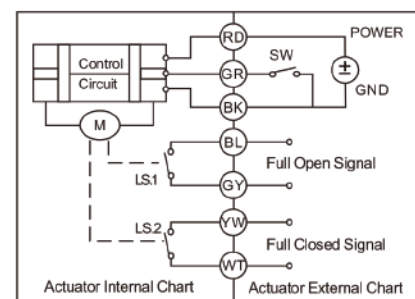 RD
POWER
Control
Circuit
GR
SW
±
GND
BK
M
BL
Full Open Signal
LS.1
GY
YW
LS.2
Full Closed Signal
WT
Actuator Internal Chart
Actuator External Chart